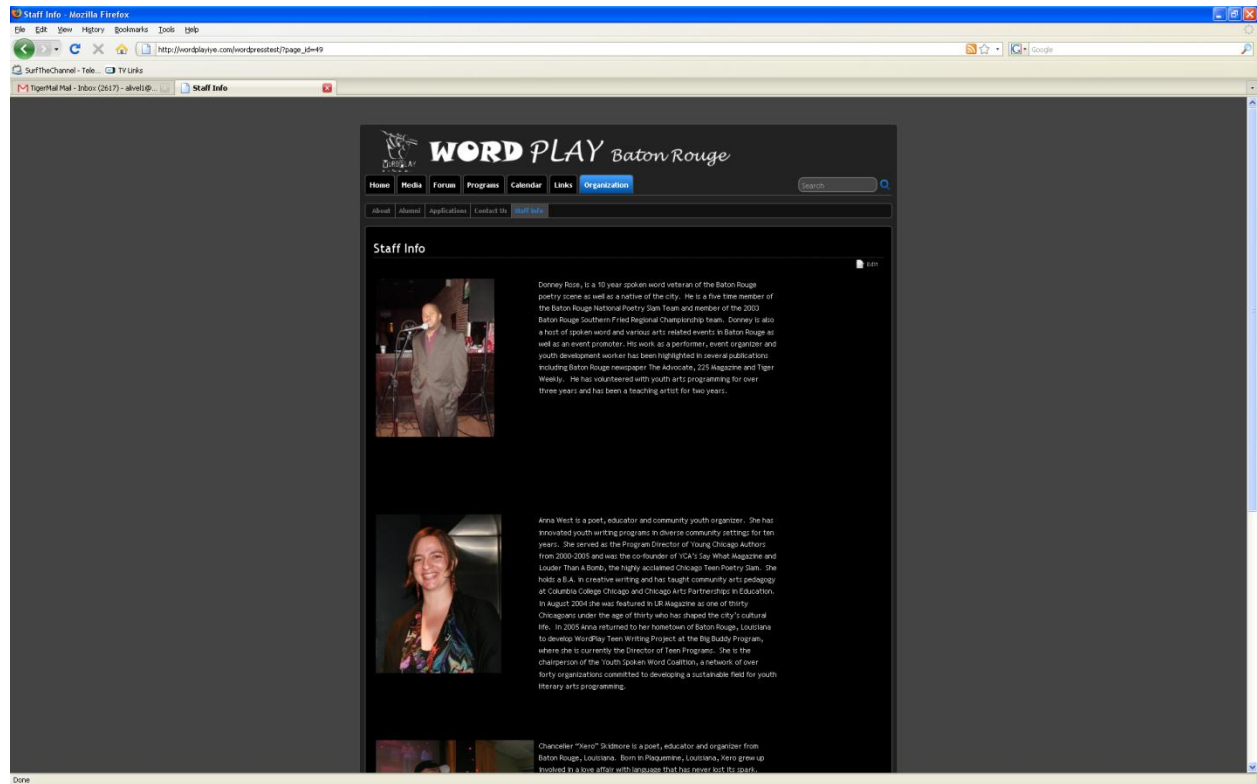 Staff Info - Mozilla Firefox
File Edit View History Bookmarks Tools Help
http://wordplayiye.com/wordpresstest/?page_id=49
Google
SurfTheChannel - Tele... TV Links
TigerMail Mail - Inbox (2617) - alivell1@... Staff Info
WORD PLAY Baton Rouge
Home Media Forum Programs Calendar Links Organization
Search
About Alumni Applications Contact Us Staff Info
Staff Info
Edit
Donney Rose, is a 10 year spoken word veteran of the Baton Rouge
poetry scene as well as a native of the city. He is a five time member of
the Baton Rouge National Poetry Slam Team and member of the 2003
Baton Rouge Southern Fried Regional Championship team. Donney is also
a host of spoken word and various arts related events in Baton Rouge as
well as an event promoter. His work as a performer, event organizer and
youth development worker has been highlighted in several publications
including Baton Rouge newspaper The Advocate, 225 Magazine and Tiger
Weekly. He has volunteered with youth arts programming for over
three years and has been a teaching artist for two years.
Anna West is a poet, educator and community youth organizer. She has
innovated youth writing programs in diverse community settings for ten
years. She served as the Program Director of Young Chicago Authors
from 2000-2005 and was the co-founder of YCA's Say What Magazine and
Louder Than A Bomb, the highly acclaimed Chicago Teen Poetry Slam. She
holds a B.A. in creative writing and has taught community arts pedagogy
at Columbia College Chicago and Chicago Arts Partnerships in Education.
In August 2004 she was featured in UR Magazine as one of thirty
Chicagoans under the age of thirty who has shaped the city's cultural
life. In 2005 Anna returned to her hometown of Baton Rouge, Louisiana
to develop WordPlay Teen Writing Project at the Big Buddy Program,
where she is currently the Director of Teen Programs. She is the
chairperson of the Youth Spoken Word Coalition, a network of over
forty organizations committed to developing a sustainable field for youth
literary arts programming.
Chancelier "Xero" Skidmore is a poet, educator and organizer from
Baton Rouge, Louisiana. Born in Plaquemine, Louisiana, Xero grew up
involved in a love affair with language that has never lost its spark.
Done